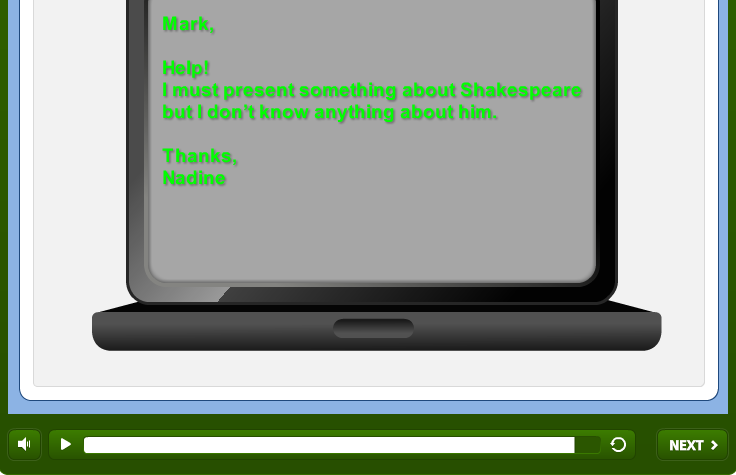 Mark,
Help!
I must present something about Shakespeare
but I don't know anything about him.
Thanks,
Nadine
NEXT